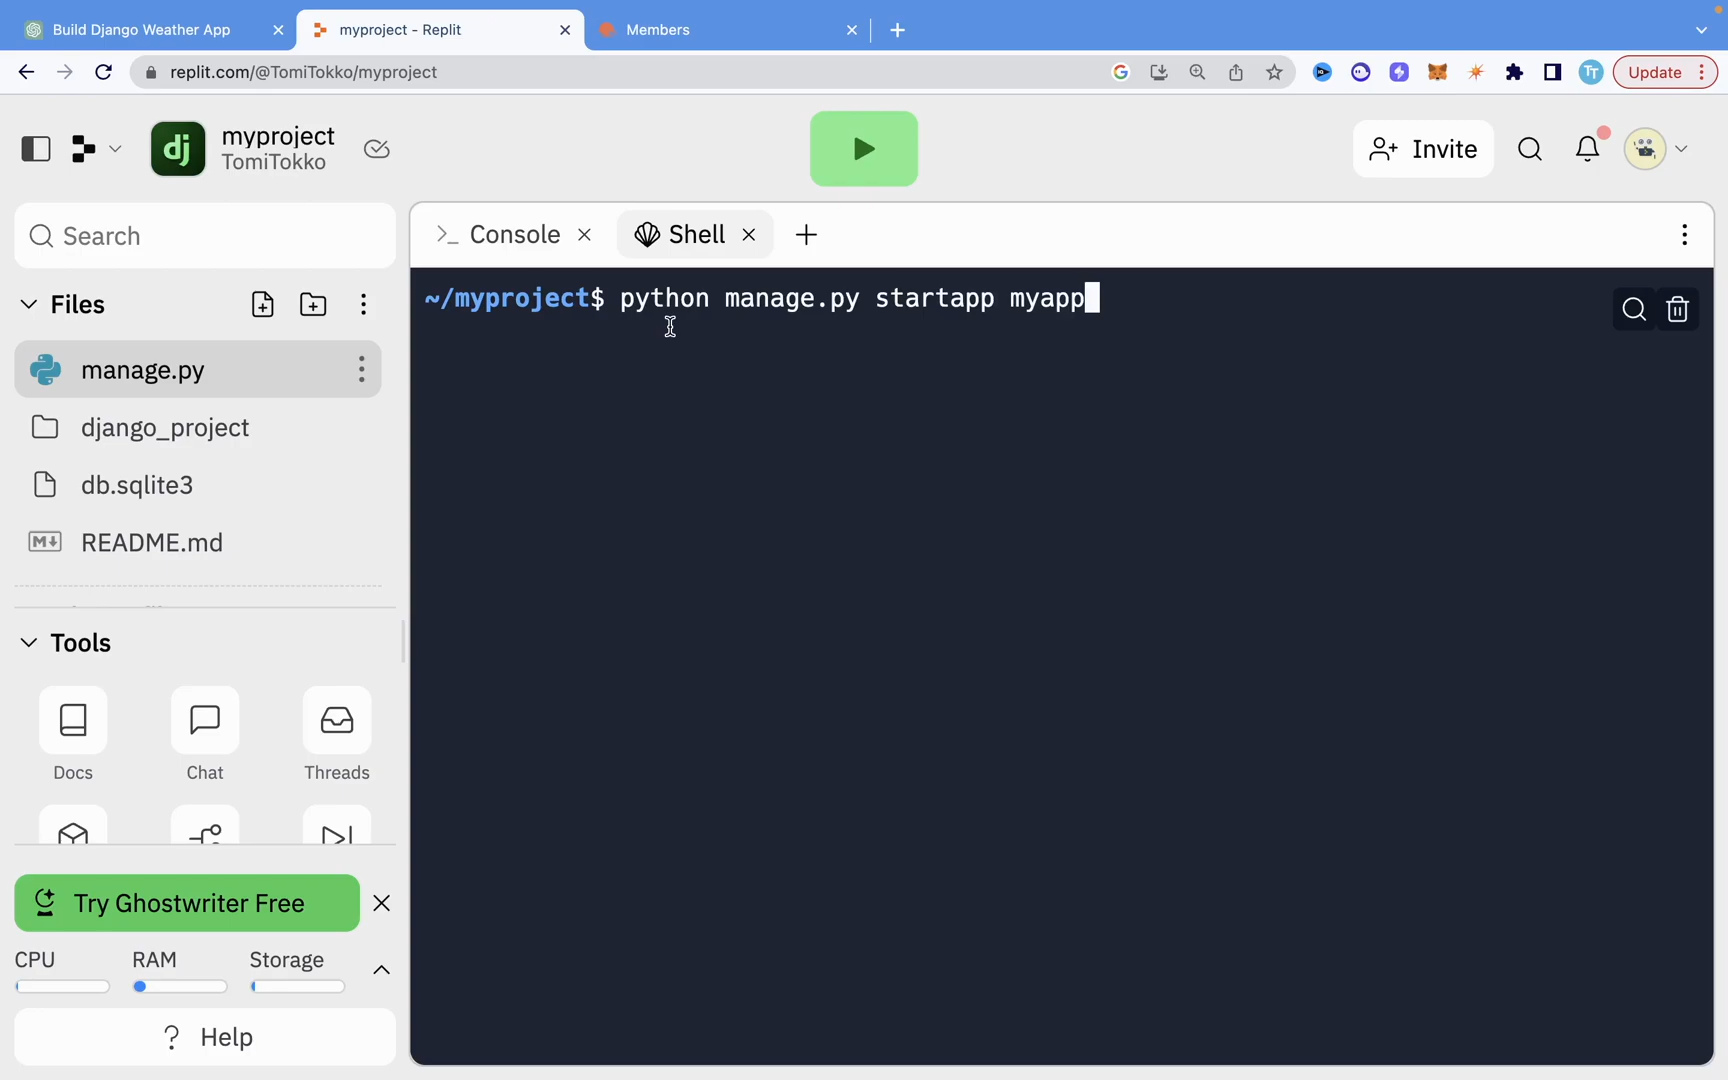 Build Django Weather App
myproject - Replit
Members
replit.com/@TomiTokko/myproject
G
TT
Update
dj
myproject
TomiTokko
Invite
Search
Console
Shell
Files
~/myproject$ python manage.py startapp myapp
manage.py
django_project
db.sqlite3
M
README.md
Tools
Docs
Chat
Threads
Try Ghostwriter Free
CPU
RAM
Storage
? Help